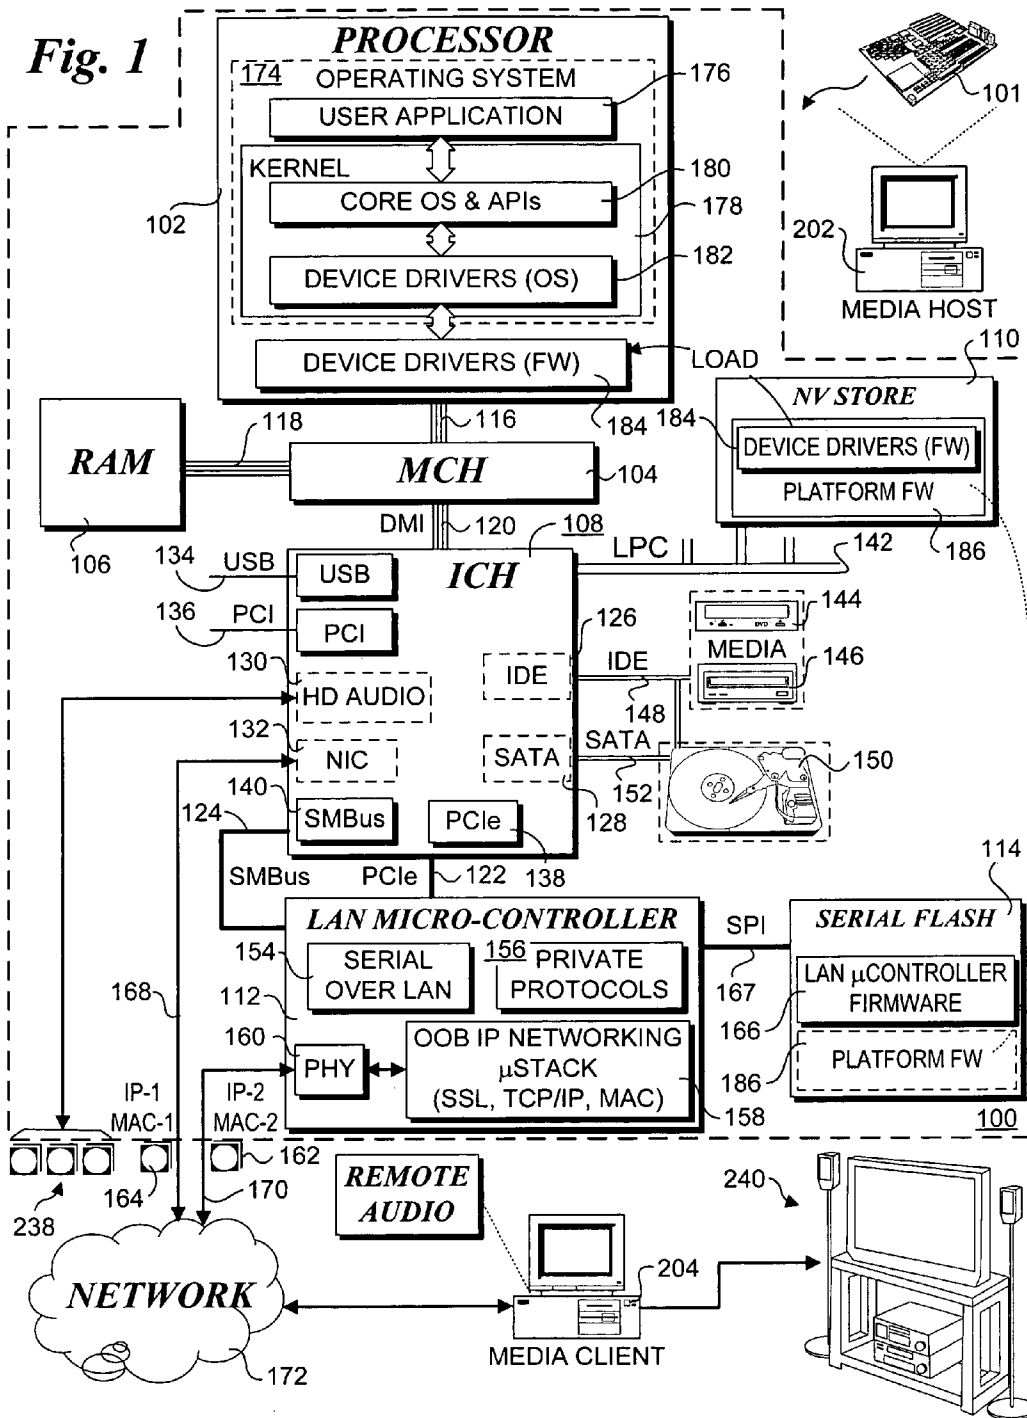 Fig. 1
PROCESSOR
174
OPERATING SYSTEM
176
USER APPLICATION
KERNEL
CORE OS & APIs
180
178
102
DEVICE DRIVERS (OS)
182
DEVICE DRIVERS (FW)
184
LOAD
101
202
MEDIA HOST
110
NV STORE
184
DEVICE DRIVERS (FW)
PLATFORM FW
186
116
118
RAM
106
MCH
104
DMI
120
108
ICH
LPC
142
134
USB
USB
136
PCI
PCI
126
130
HD AUDIO
IDE
IDE
148
144
MEDIA
146
132
NIC
SATA
SATA
152
150
128
140
SMBus
PCIe
124
SMBus
PCIe
122
138
LAN MICRO-CONTROLLER
154
SERIAL
OVER LAN
156
PRIVATE
PROTOCOLS
SPI
167
114
SERIAL FLASH
LAN µCONTROLLER
FIRMWARE
166
PLATFORM FW
186
168
112
160
PHY
OOB IP NETWORKING
µSTACK
(SSL, TCP/IP, MAC)
158
100
IP-1
MAC-1
IP-2
MAC-2
238
164
162
170
REMOTE
AUDIO
240
NETWORK
172
204
MEDIA CLIENT